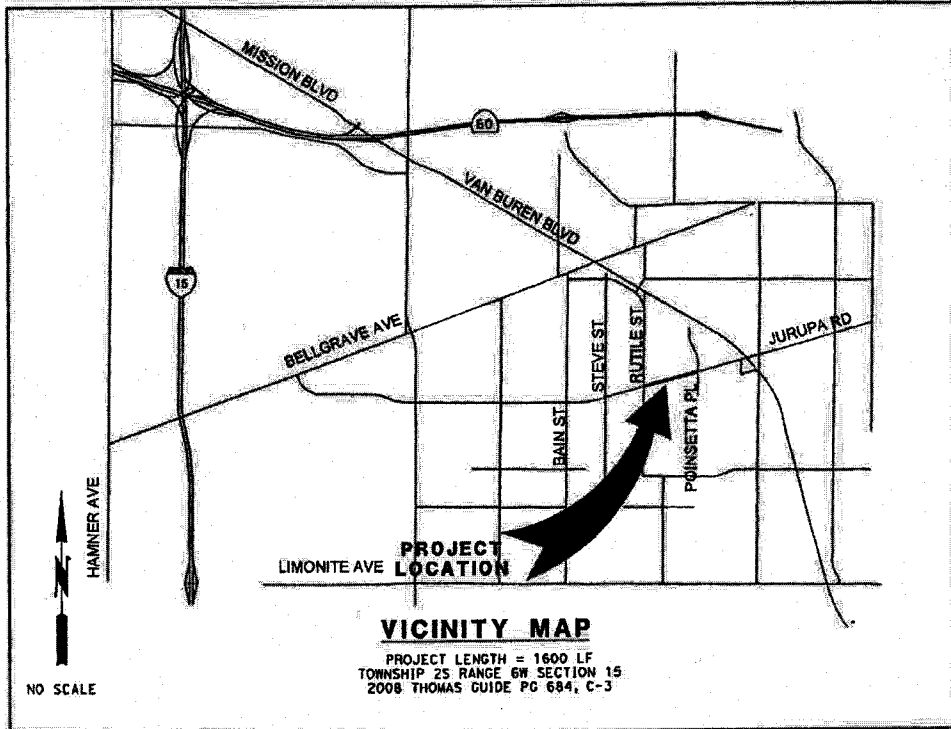 MISSION BLVD
60
VAN BUREN BLVD
15
BELLGRAVE AVE
STEVE ST
RUTILE ST
JURUPA RD
BAIN ST
POINSETTA PL
HAMNER AVE
LIMONITE AVE
PROJECT
LOCATION
N
NO SCALE
VICINITY MAP
PROJECT LENGTH = 1600 LF
TOWNSHIP 2S RANGE 6W SECTION 15
2008 THOMAS GUIDE PG 684, C-3